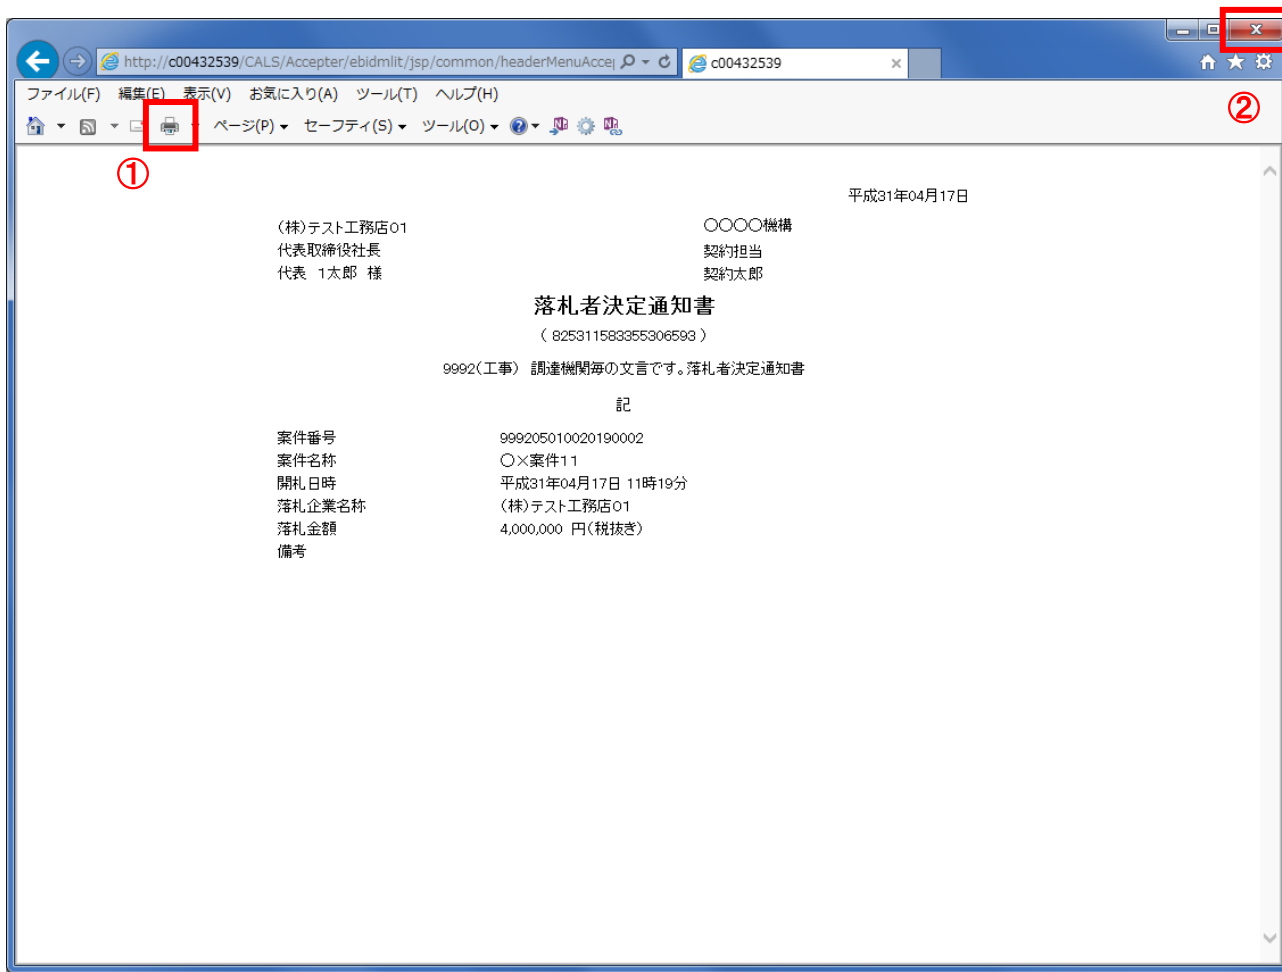 http://c00432539/CALS/Accepter/ebidmlit/jsp/common/headerMenuAccep
c00432539
ファイル(F) 編集(E) 表示(V) お気に入り(A) ツール(T) ヘルプ(H)
②
ページ(P) セーフティ(S) ツール(O)
①
平成31年04月17日
(株)テスト工務店01 〇〇〇〇機構
代表取締役社長 契約担当
代表 1太郎 様 契約太郎
落札者決定通知書
( 825311583355306593 )
9992(工事) 調達機関毎の文言です。落札者決定通知書
記
案件番号 999205010020190002
案件名称 〇×案件11
開札日時 平成31年04月17日 11時19分
落札企業名称 (株)テスト工務店01
落札金額 4,000,000 円(税抜き)
備考